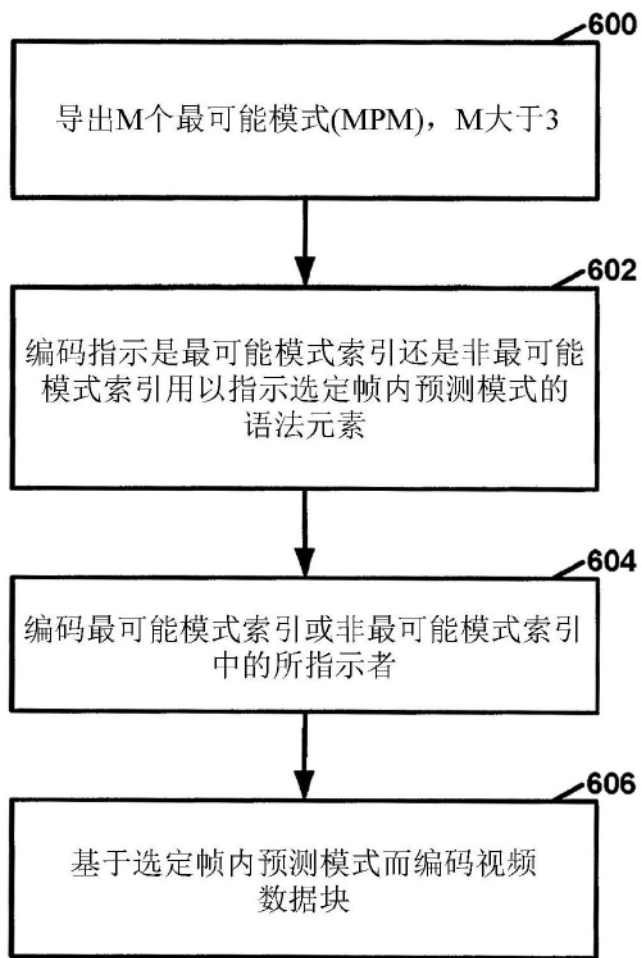 600
导出M个最可能模式(MPM)，M大于3
602
编码指示是最可能模式索引还是非最可能
模式索引用以指示选定帧内预测模式的
语法元素
604
编码最可能模式索引或非最可能模式索引
中的所指示者
606
基于选定帧内预测模式而编码视频
数据块